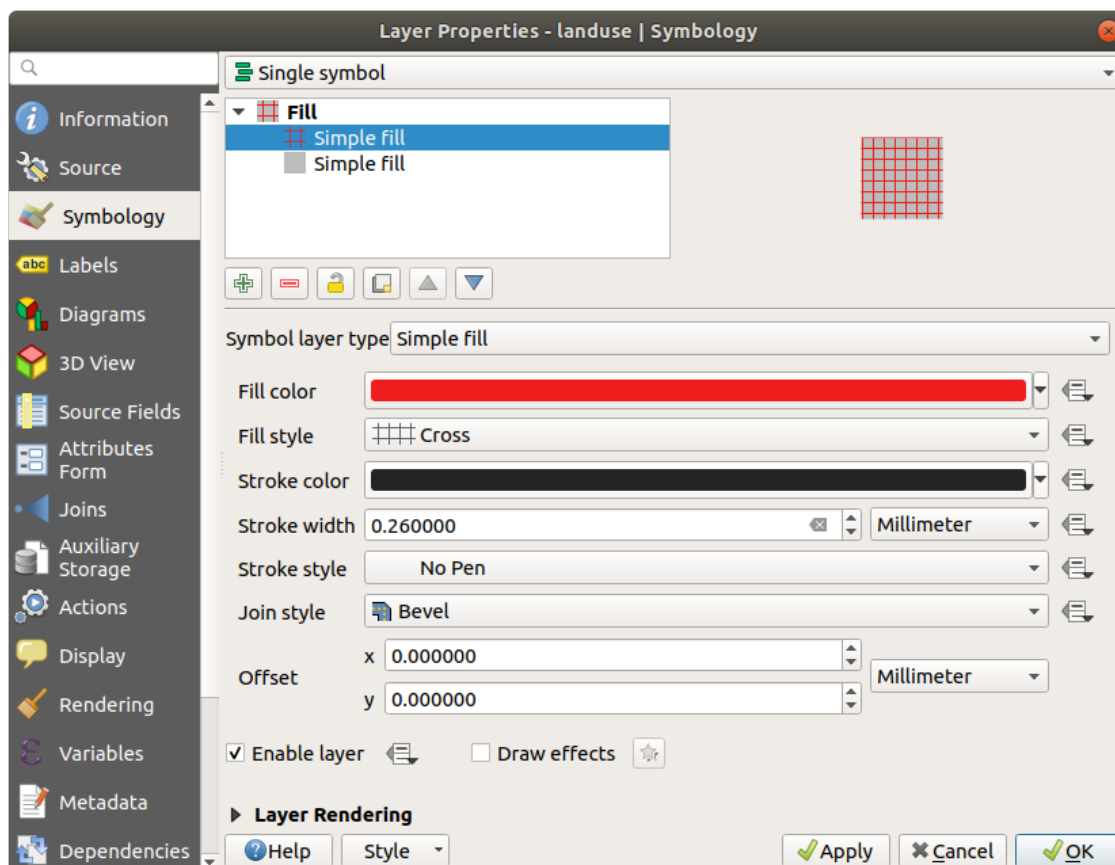 Layer Properties - landuse | Symbology
Single symbol
Information
Source
Symbology
abc Labels
Diagrams
3D View
Source Fields
Attributes
Form
Joins
Auxiliary
Storage
Actions
Display
Rendering
Variables
Metadata
Dependencies
Fill
Simple fill
Simple fill
Symbol layer type Simple fill
Fill color
Fill style Cross
Stroke color
Stroke width 0.260000 Millimeter
Stroke style No Pen
Join style Bevel
Offset
x 0.000000
y 0.000000
Millimeter
Enable layer Draw effects
Layer Rendering
Help Style Apply Cancel OK